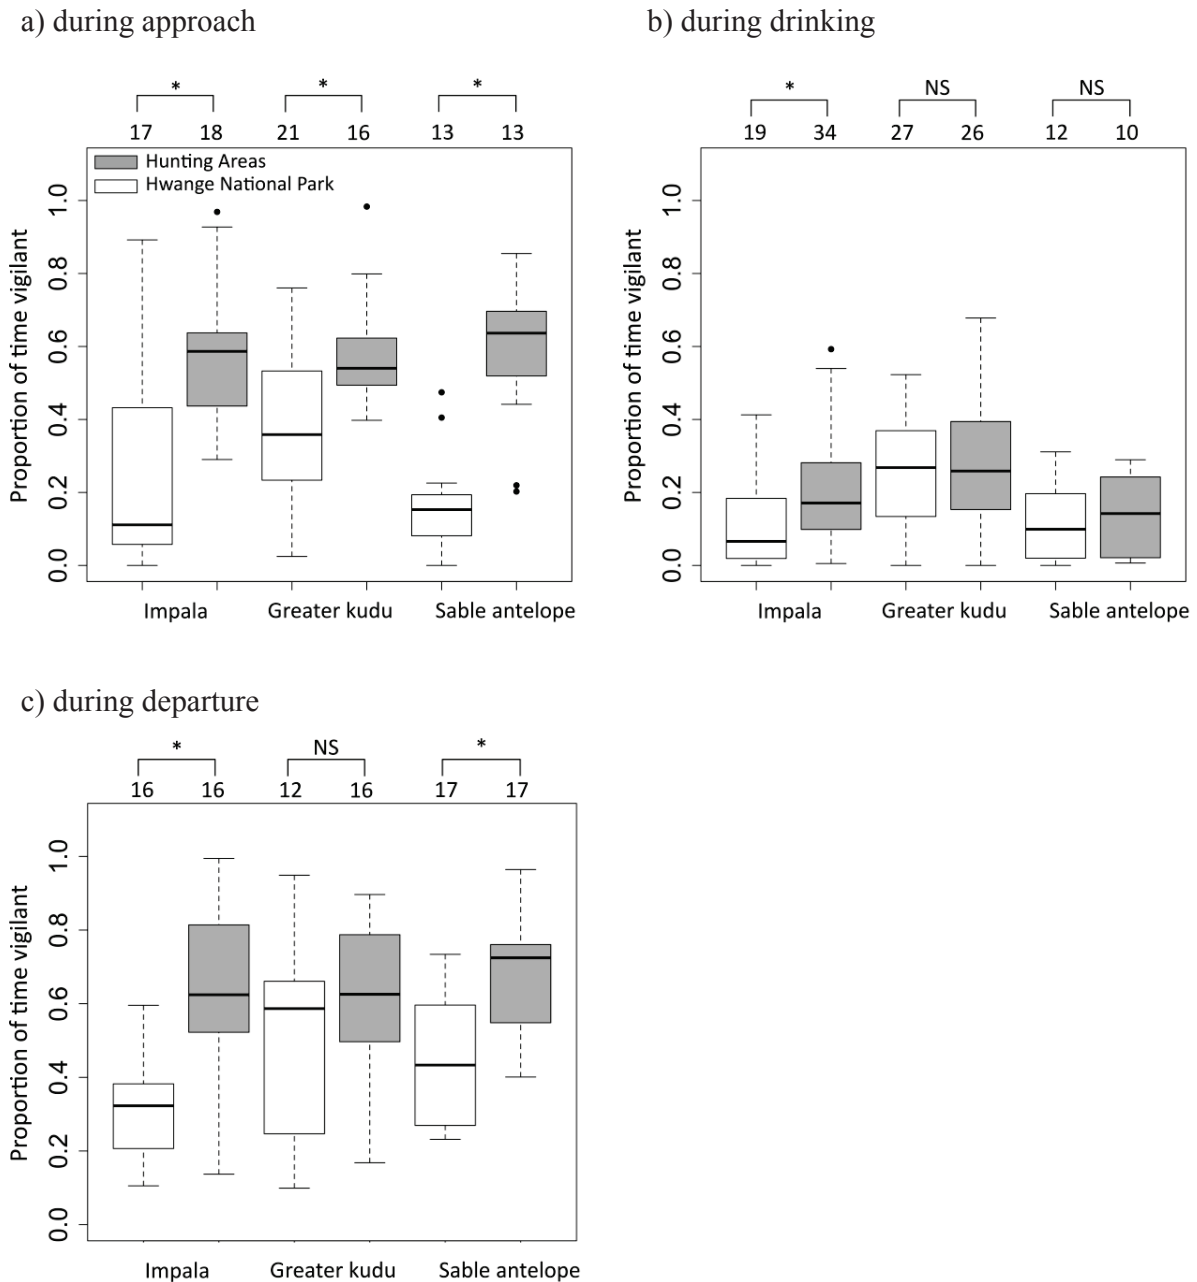 a) during approach
* * *
17 18 21 16 13 13
Hunting Areas
Hwange National Park
Proportion of time vigilant
1.0
0.8
0.6
0.4
0.2
0.0
Impala Greater kudu Sable antelope
b) during drinking
* NS NS
19 34 27 26 12 10
Proportion of time vigilant
1.0
0.8
0.6
0.4
0.2
0.0
Impala Greater kudu Sable antelope
c) during departure
* NS *
16 16 12 16 17 17
Proportion of time vigilant
1.0
0.8
0.6
0.4
0.2
0.0
Impala Greater kudu Sable antelope